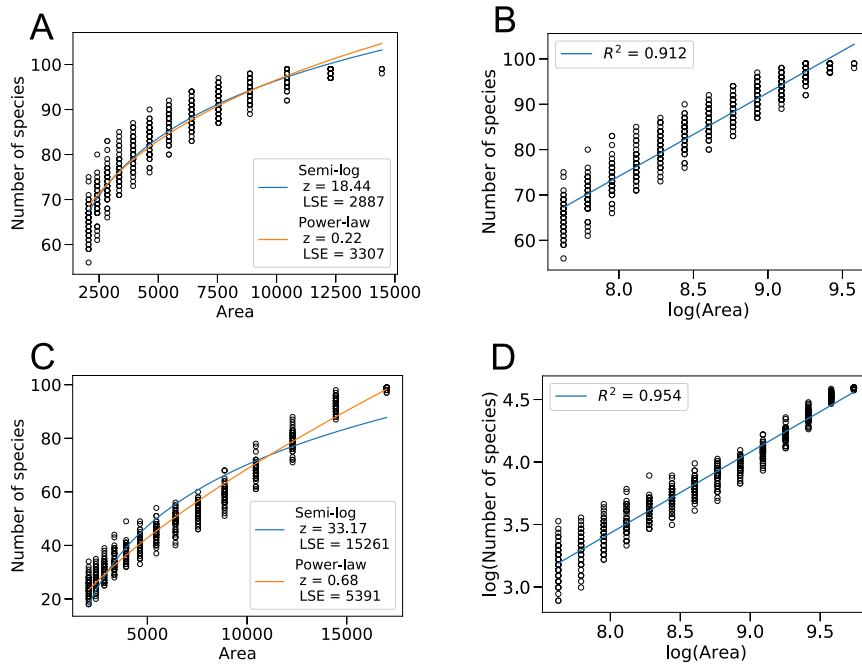 A
Number of species
100
90
80
70
60
Semi-log
z = 18.44
LSE = 2887
Power-law
z = 0.22
LSE = 3307
2500 5000 7500 10000 12500 15000
Area
B
Number of species
100
90
80
70
60
R² = 0.912
8.0 8.5 9.0 9.5
log(Area)
C
Number of species
100
80
60
40
20
Semi-log
z = 33.17
LSE = 15261
Power-law
z = 0.68
LSE = 5391
5000 10000 15000
Area
D
log(Number of species)
4.5
4.0
3.5
3.0
R² = 0.954
8.0 8.5 9.0 9.5
log(Area)